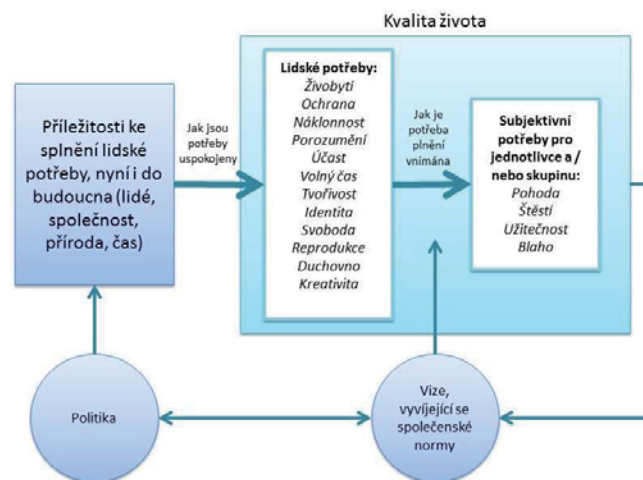 Kvalita života
Příležitosti ke
splnění lidské
potřeby, nyní i do
budoucna (lidé,
společnost,
příroda, čas)
Jak jsou
potřeby
uspokojeny
Lidské potřeby:
Živobytí
Ochrana
Náklonnost
Porozumění
Účast
Volný čas
Tvořivost
Identita
Svoboda
Reprodukce
Duchovno
Kreativita
Jak je
potřeba
plnění
vnímána
Subjektivní
potřeby pro
jednotlivce a /
nebo skupinu:
Pohoda
Štěstí
Užitečnost
Blaho
Politika
Vize,
vyvíjející se
společenské
normy